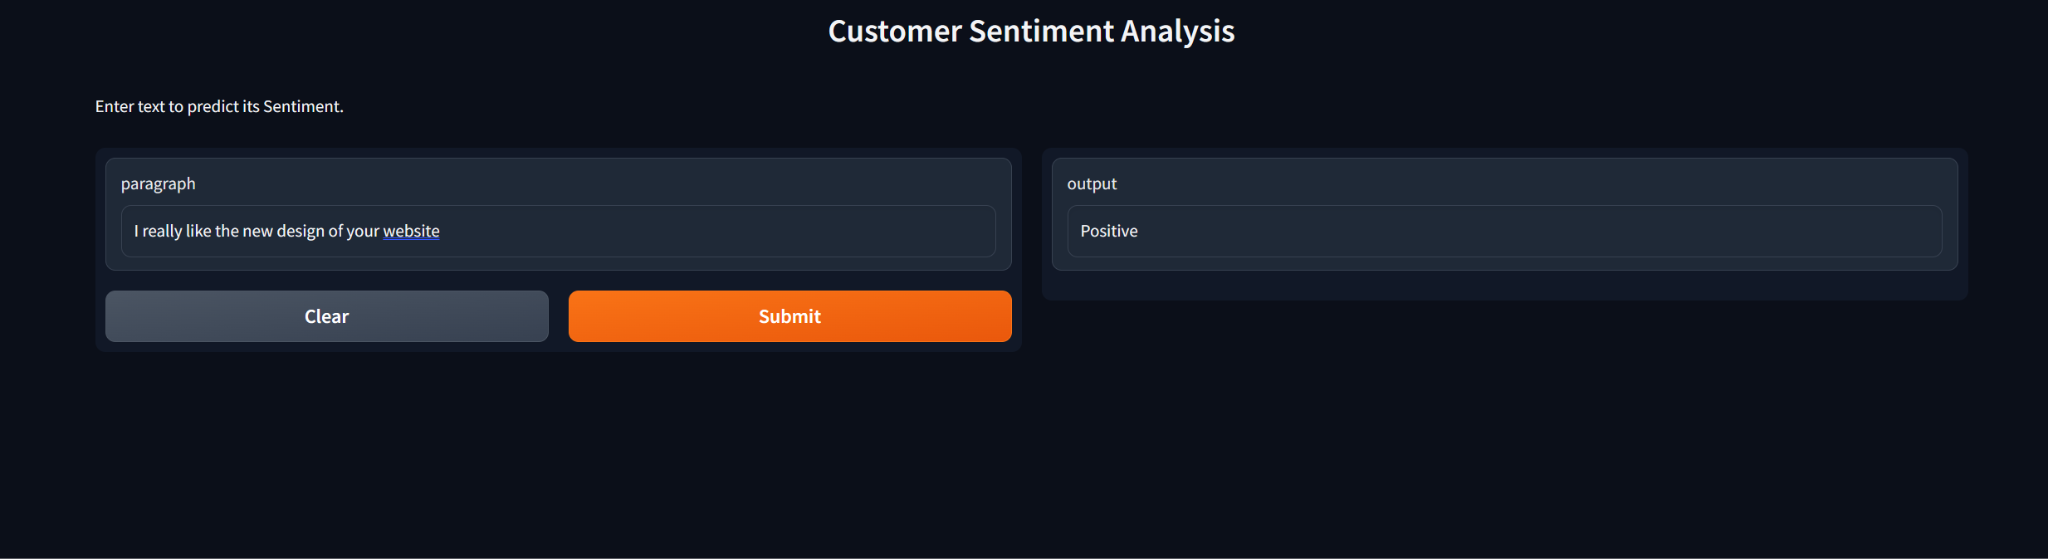 Customer Sentiment Analysis
Enter text to predict its Sentiment.
paragraph
I really like the new design of your website
Clear
Submit
output
Positive